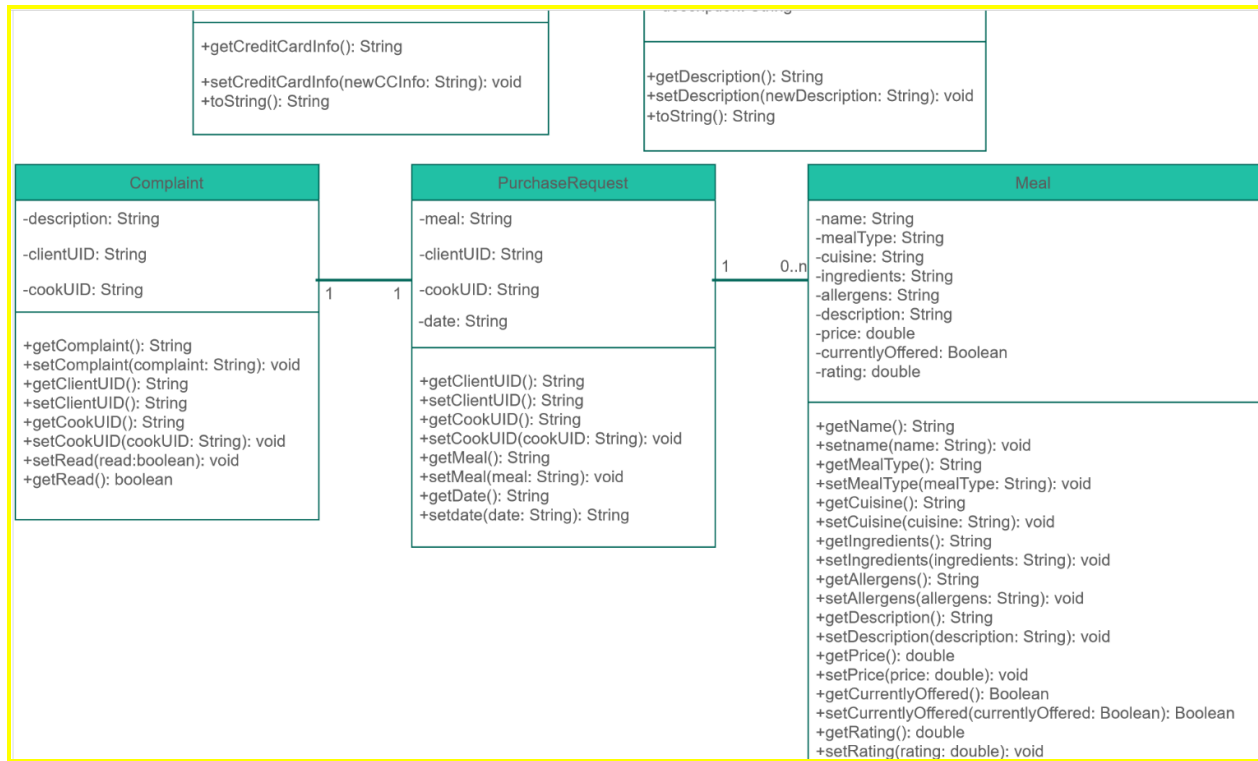 +getCreditCardInfo(): String
+setCreditCardInfo(newCCInfo: String): void
+toString(): String
+getDescription(): String
+setDescription(newDescription: String): void
+toString(): String
Complaint
-description: String
-clientUID: String
-cookUID: String
+getComplaint(): String
+setComplaint(complaint: String): void
+getClientUID(): String
+setClientUID(): String
+getCookUID(): String
+setCookUID(cookUID: String): void
+setRead(read:boolean): void
+getRead(): boolean
1
1
PurchaseRequest
-meal: String
-clientUID: String
-cookUID: String
-date: String
+getClientUID(): String
+setClientUID(): String
+getCookUID(): String
+setCookUID(cookUID: String): void
+getMeal(): String
+setMeal(meal: String): void
+getDate(): String
+setdate(date: String): String
1
0..n
Meal
-name: String
-mealType: String
-cuisine: String
-ingredients: String
-allergens: String
-description: String
-price: double
-currentlyOffered: Boolean
-rating: double
+getName(): String
+setname(name: String): void
+getMealType(): String
+setMealType(mealType: String): void
+getCuisine(): String
+setCuisine(cuisine: String): void
+getIngredients(): String
+setIngredients(ingredients: String): void
+getAllergens(): String
+setAllergens(allergens: String): void
+getDescription(): String
+setDescription(description: String): void
+getPrice(): double
+setPrice(price: double): void
+getCurrentlyOffered(): Boolean
+setCurrentlyOffered(currentlyOffered: Boolean): Boolean
+getRating(): double
+setRating(rating: double): void